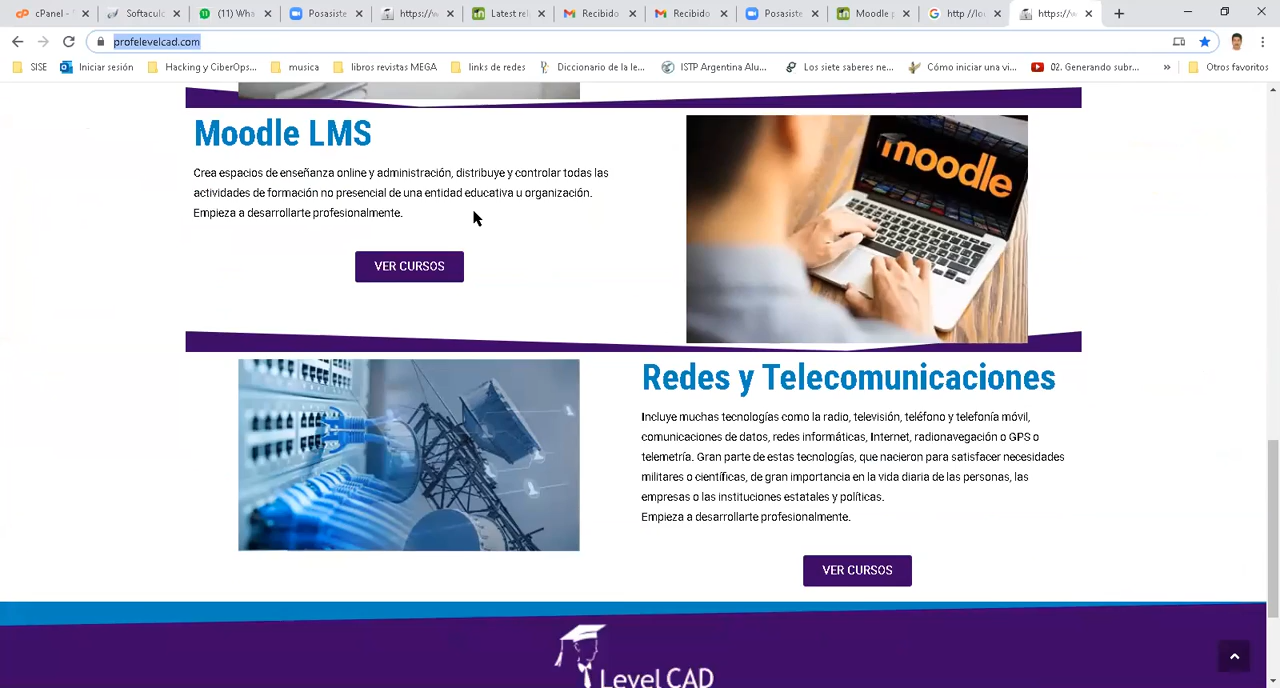 cPanel -
Softacul
(11) Wha
Posasiste
https://w
Latest rel
Recibido
Recibido
Posasiste
Moodle p
http://lo
https://w
profelevelcad.com
SISE
Iniciar sesión
Hacking y CiberOps...
musica
libros revistas MEGA
links de redes
Diccionario de la le...
ISTP Argentina Alu...
Los siete saberes ne...
Cómo iniciar una vi...
02. Generando subr...
»
Otros favoritos
Moodle LMS
Crea espacios de enseñanza online y administración, distribuye y controlar todas las
actividades de formación no presencial de una entidad educativa u organización.
Empieza a desarrollarte profesionalmente.
VER CURSOS
moodle
Redes y Telecomunicaciones
Incluye muchas tecnologías como la radio, televisión, teléfono y telefonía móvil,
comunicaciones de datos, redes informáticas, Internet, radionavegación o GPS o
telemetría. Gran parte de estas tecnologías, que nacieron para satisfacer necesidades
militares o científicas, de gran importancia en la vida diaria de las personas, las
empresas o las instituciones estatales y políticas.
Empieza a desarrollarte profesionalmente.
VER CURSOS
Level CAD